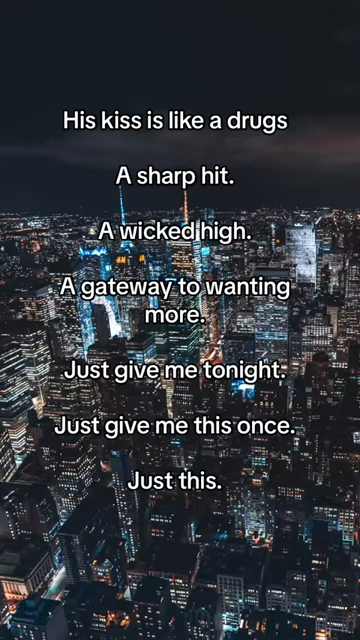 His kiss is like a drugs
A sharp hit.
A wicked high.
A gateway to wanting
more.
Just give me tonight.
Just give me this once.
Just this.